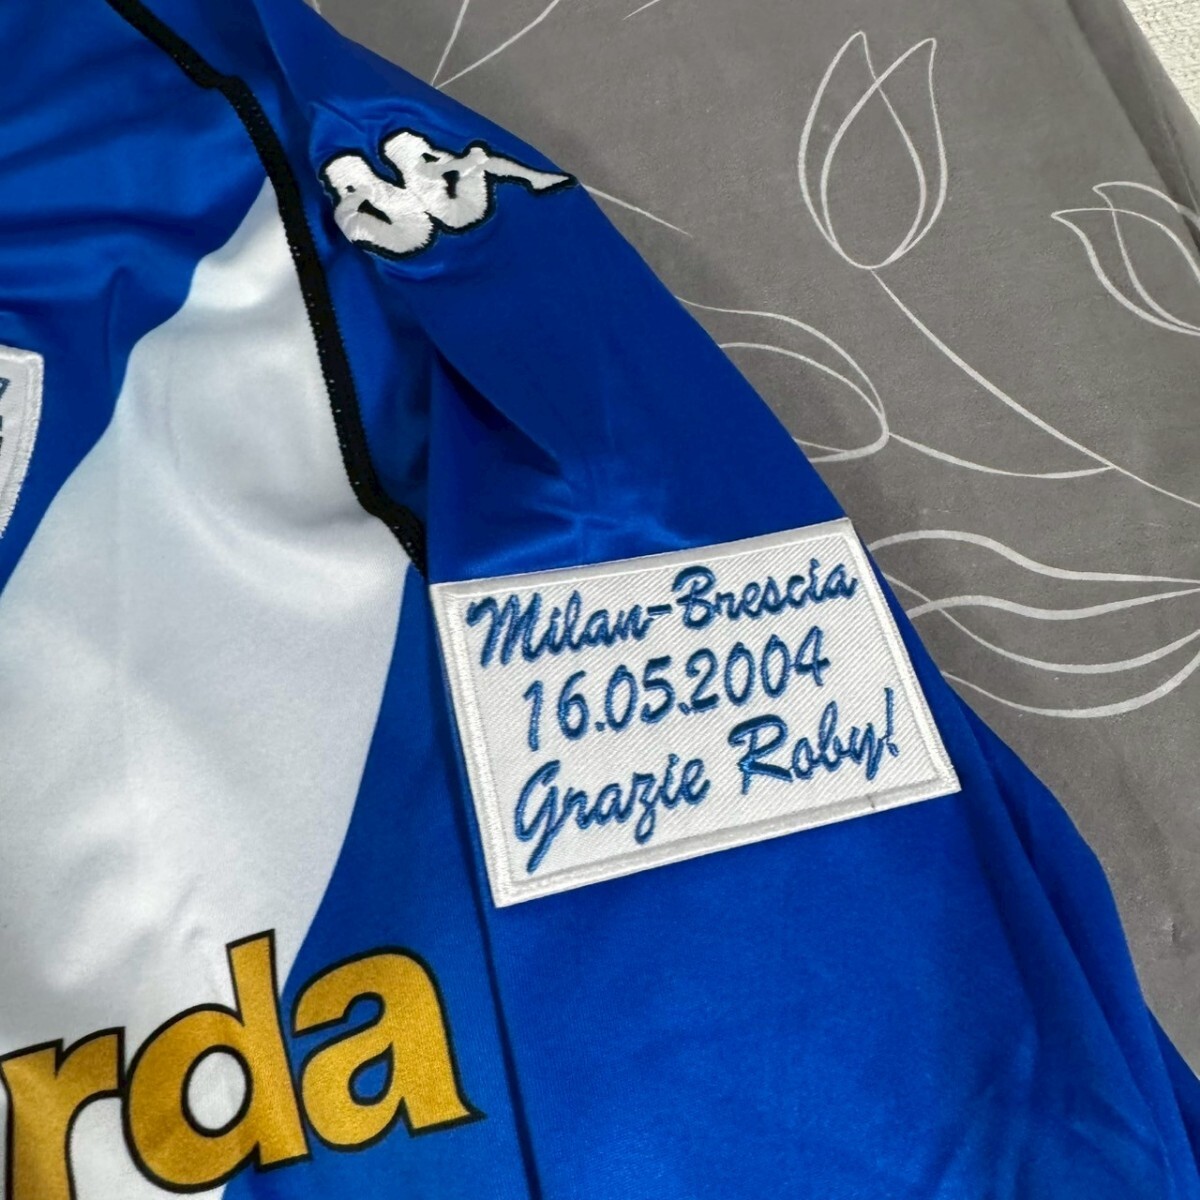 Milan-Brescia
16.05.2004
Grazie Roby!
rda